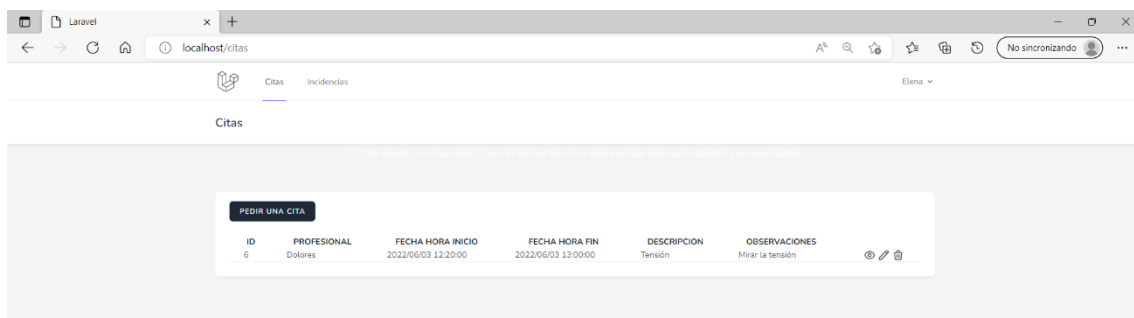 Laravel
localhost/citas
No sincronizando
Citas Incidencias Elena
Citas
PEDIR UNA CITA
ID PROFESIONAL FECHA HORA INICIO FECHA HORA FIN DESCRIPCION OBSERVACIONES
6 Dolores 2022/06/03 12:20:00 2022/06/03 13:00:00 Tensión Mirar la tensión